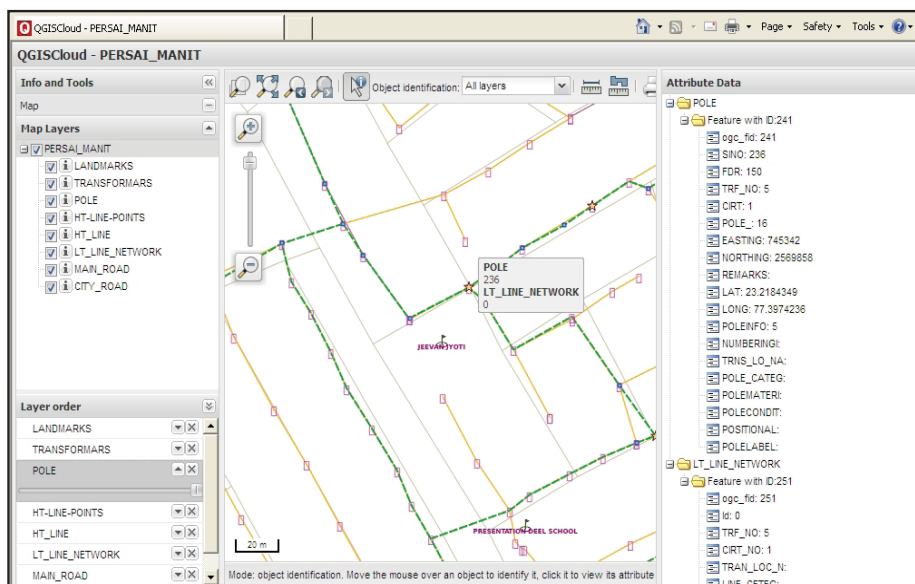 QGISCloud - PERSAI_MANIT
Page
Safety
Tools
QGISCloud - PERSAI_MANIT
Info and Tools
Map
Map Layers
PERSAI_MANIT
LANDMARKS
TRANSFORMARS
POLE
HT-LINE-POINTS
HT_LINE
LT_LINE_NETWORK
MAIN_ROAD
CITY_ROAD
Layer order
LANDMARKS
TRANSFORMARS
POLE
HT-LINE-POINTS
HT_LINE
LT_LINE_NETWORK
MAIN_ROAD
Object identification: All layers
POLE
236
LT_LINE_NETWORK
0
JEEVAN JYOTI
PRESENTATION DEEL SCHOOL
20 m
Mode: object identification. Move the mouse over an object to identify it, click it to view its attribute
Attribute Data
POLE
Feature with ID:241
ogc_fid: 241
SINO: 236
FDR: 150
TRF_NO: 5
CIRT: 1
POLE_: 16
EASTING: 745342
NORTHING: 2569858
REMARKS:
LAT: 23.2184349
LONG: 77.3974236
POLEINFO: 5
NUMBERINGI:
TRNS_LO_NA:
POLE_CATEG:
POLEMATERI:
POLECONDIT:
POSITIONAL:
POLELABEL:
LT_LINE_NETWORK
Feature with ID:251
ogc_fid: 251
Id: 0
TRF_NO: 5
CIRT_NO: 1
TRAN_LOC_N:
LINE_CETEG: